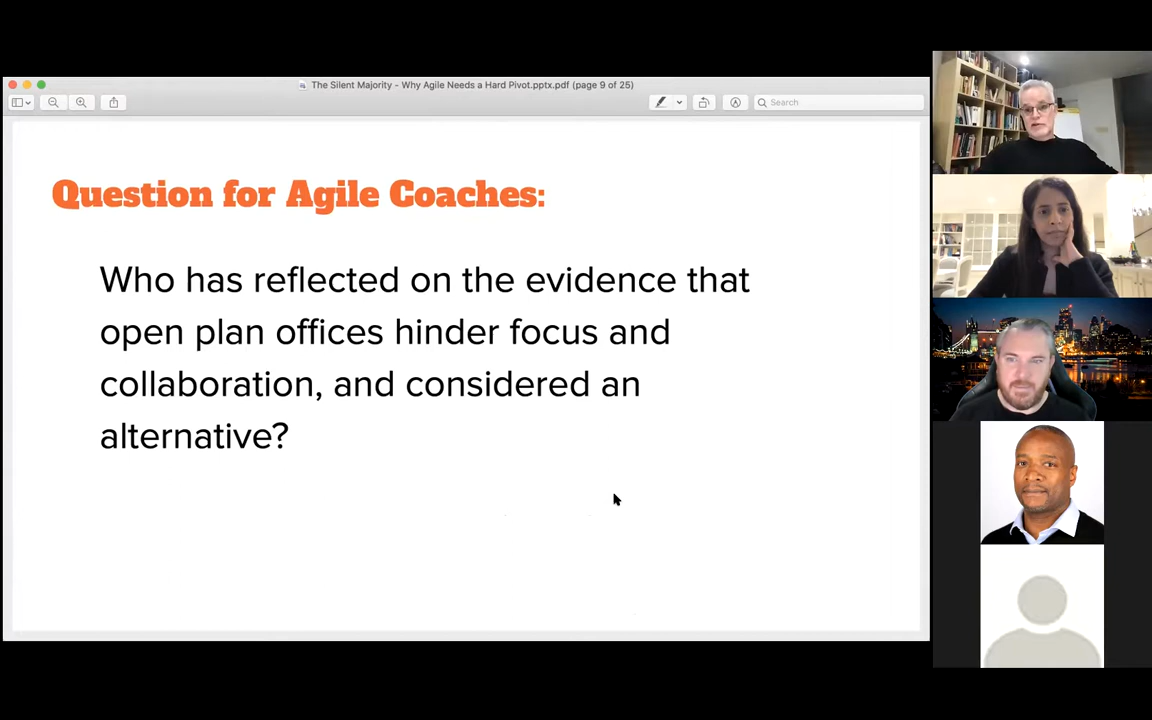 The Silent Majority - Why Agile Needs a Hard Pivot.pptx.pdf (page 9 of 25)
Search
Question for Agile Coaches:
Who has reflected on the evidence that
open plan offices hinder focus and
collaboration, and considered an
alternative?